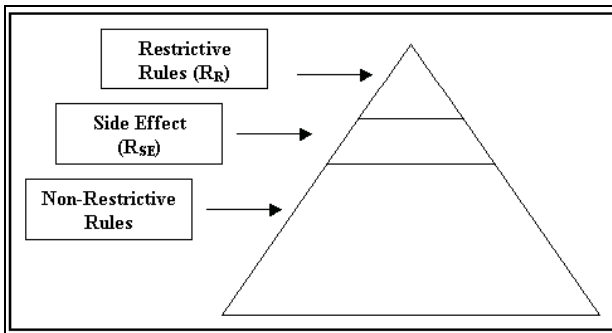 Restrictive
Rules (RR)
Side Effect
(RSE)
Non-Restrictive
Rules